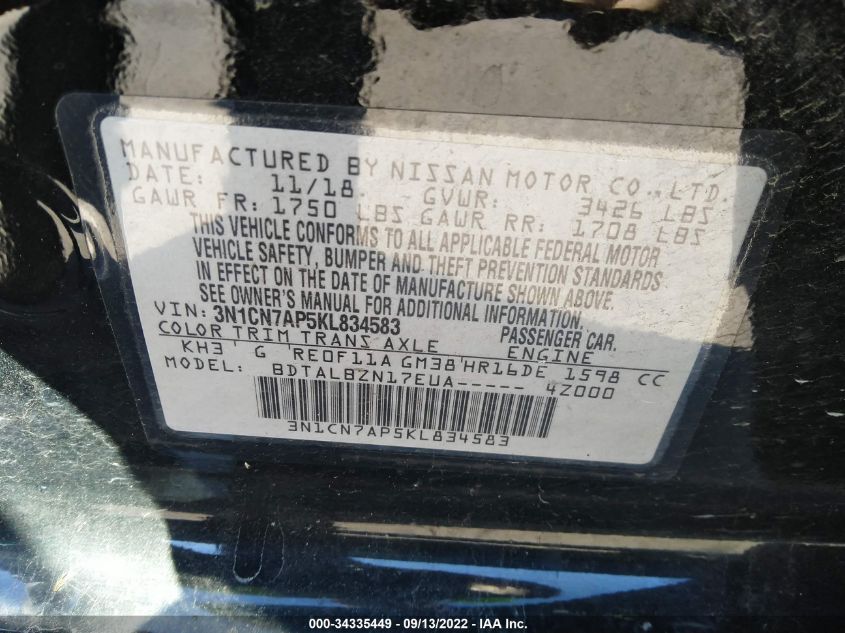 MANUFACTURED BY NISSAN MOTOR CO.,LTD.
DATE: 11/18 GVWR: 3426 LBS
GAWR FR: 1750 LBS GAWR RR: 1708 LBS
THIS VEHICLE CONFORMS TO ALL APPLICABLE FEDERAL MOTOR
VEHICLE SAFETY, BUMPER AND THEFT PREVENTION STANDARDS
IN EFFECT ON THE DATE OF MANUFACTURE SHOWN ABOVE.
SEE OWNER'S MANUAL FOR ADDITIONAL INFORMATION.
VIN: 3N1CN7AP5KL834583 PASSENGER CAR.
COLOR TRIM TRANS AXLE ENGINE
KH3 ' G 'RE0F11A GM38'HR16DE 1598 CC
MODEL: BDTALBZN17EUA----- 4Z000
3N1CN7AP5KL834583
000-34335449 - 09/13/2022 - IAA Inc.